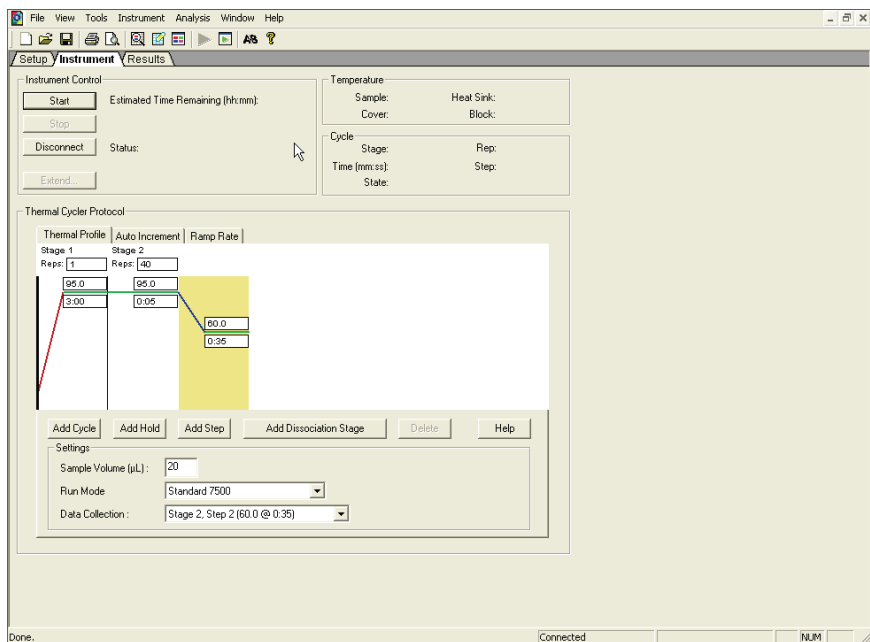 File View Tools Instrument Analysis Window Help
AB ?
Setup Instrument Results
Instrument Control
Start Estimated Time Remaining (hh:mm):
Stop
Disconnect Status:
Extend...
Temperature
Sample: Heat Sink:
Cover: Block:
Cycle
Stage: Rep:
Time (mm:ss): Step:
State:
Thermal Cycler Protocol
Thermal Profile Auto Increment Ramp Rate
Stage 1 Stage 2
Reps: 1 Reps: 40
95.0 95.0
3:00 0:05
60.0
0:35
Add Cycle Add Hold Add Step Add Dissociation Stage Delete Help
Settings
Sample Volume (µL) : 20
Run Mode Standard 7500
Data Collection : Stage 2, Step 2 (60.0 @ 0:35)
Done. Connected NUM